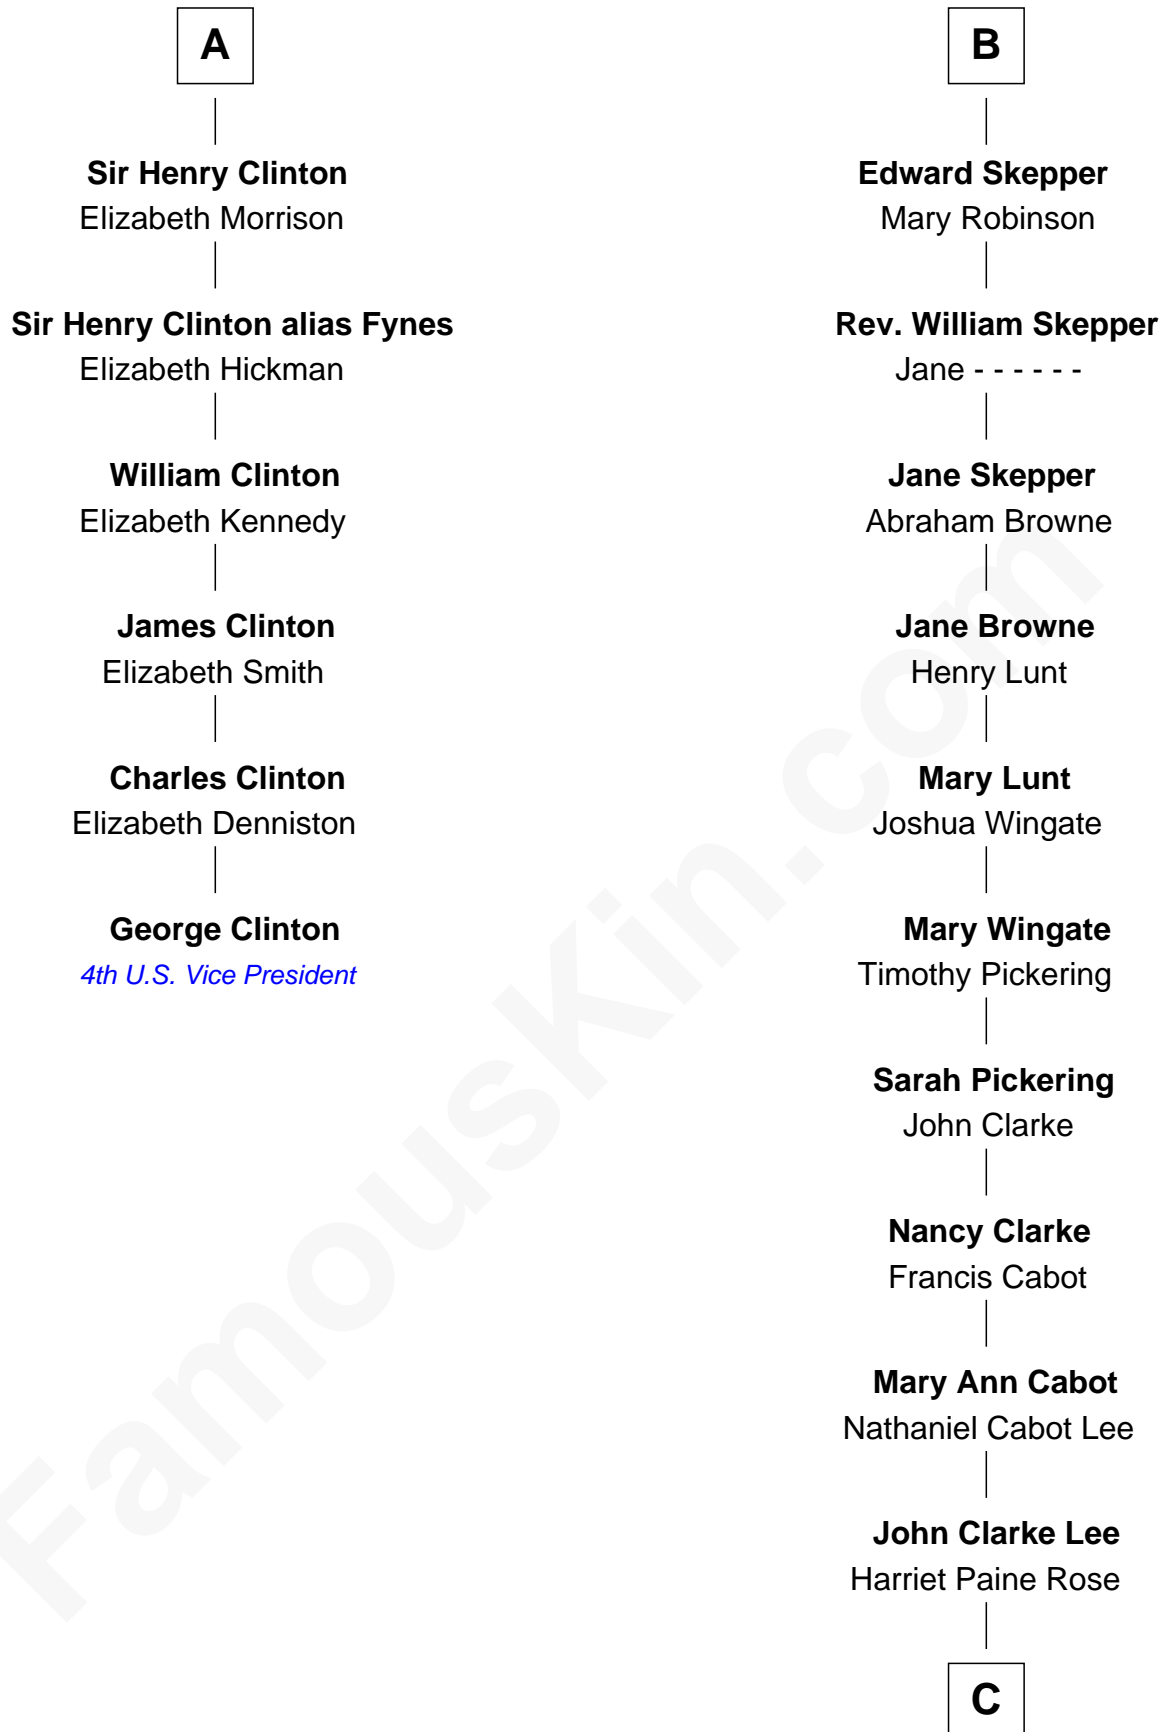 A
Sir Henry Clinton
Elizabeth Morrison
Sir Henry Clinton alias Fynes
Elizabeth Hickman
William Clinton
Elizabeth Kennedy
James Clinton
Elizabeth Smith
Charles Clinton
Elizabeth Denniston
George Clinton
4th U.S. Vice President
B
Edward Skepper
Mary Robinson
Rev. William Skepper
Jane - - - - - -
Jane Skepper
Abraham Browne
Jane Browne
Henry Lunt
Mary Lunt
Joshua Wingate
Mary Wingate
Timothy Pickering
Sarah Pickering
John Clarke
Nancy Clarke
Francis Cabot
Mary Ann Cabot
Nathaniel Cabot Lee
John Clarke Lee
Harriet Paine Rose
C
FamousKin.com